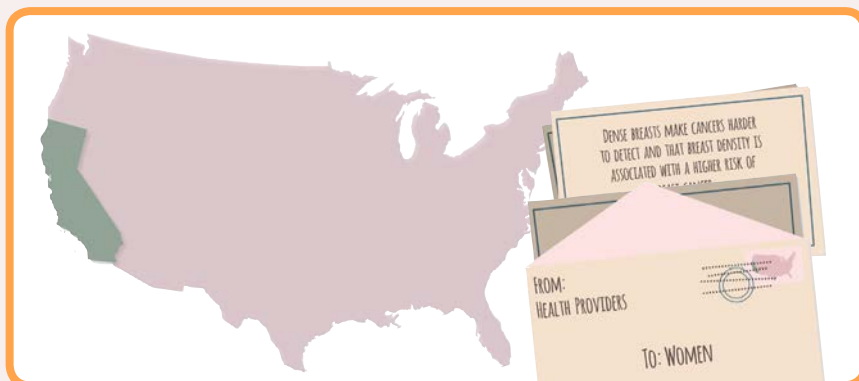 DENSE BREASTS MAKE CANCERS HARDER
TO DETECT AND THAT BREAST DENSITY IS
ASSOCIATED WITH A HIGHER RISK OF
FROM:
HEALTH PROVIDERS
TO: WOMEN